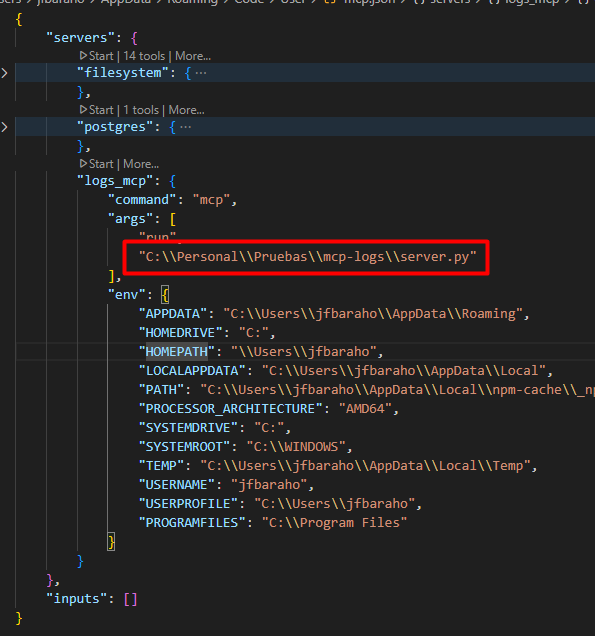 jfbaraho > AppData > Roaming > Code > User > {} mcp.json > {} servers > {} logs_mcp > {}
{
"servers": {
Start | 14 tools | More...
"filesystem": { ...
},
Start | 1 tools | More...
"postgres": { ...
},
Start | More...
"logs_mcp": {
"command": "mcp",
"args": [
"run",
"C:\\Personal\\Pruebas\\mcp-logs\\server.py"
],
"env": {
"APPDATA": "C:\\Users\\jfbaraho\\AppData\\Roaming",
"HOMEDRIVE": "C:",
"HOMEPATH": "\\Users\\jfbaraho",
"LOCALAPPDATA": "C:\\Users\\jfbaraho\\AppData\\Local",
"PATH": "C:\\Users\\jfbaraho\\AppData\\Local\\npm-cache\\_np
"PROCESSOR_ARCHITECTURE": "AMD64",
"SYSTEMDRIVE": "C:",
"SYSTEMROOT": "C:\\WINDOWS",
"TEMP": "C:\\Users\\jfbaraho\\AppData\\Local\\Temp",
"USERNAME": "jfbaraho",
"USERPROFILE": "C:\\Users\\jfbaraho",
"PROGRAMFILES": "C:\\Program Files"
}
}
},
"inputs": []
}